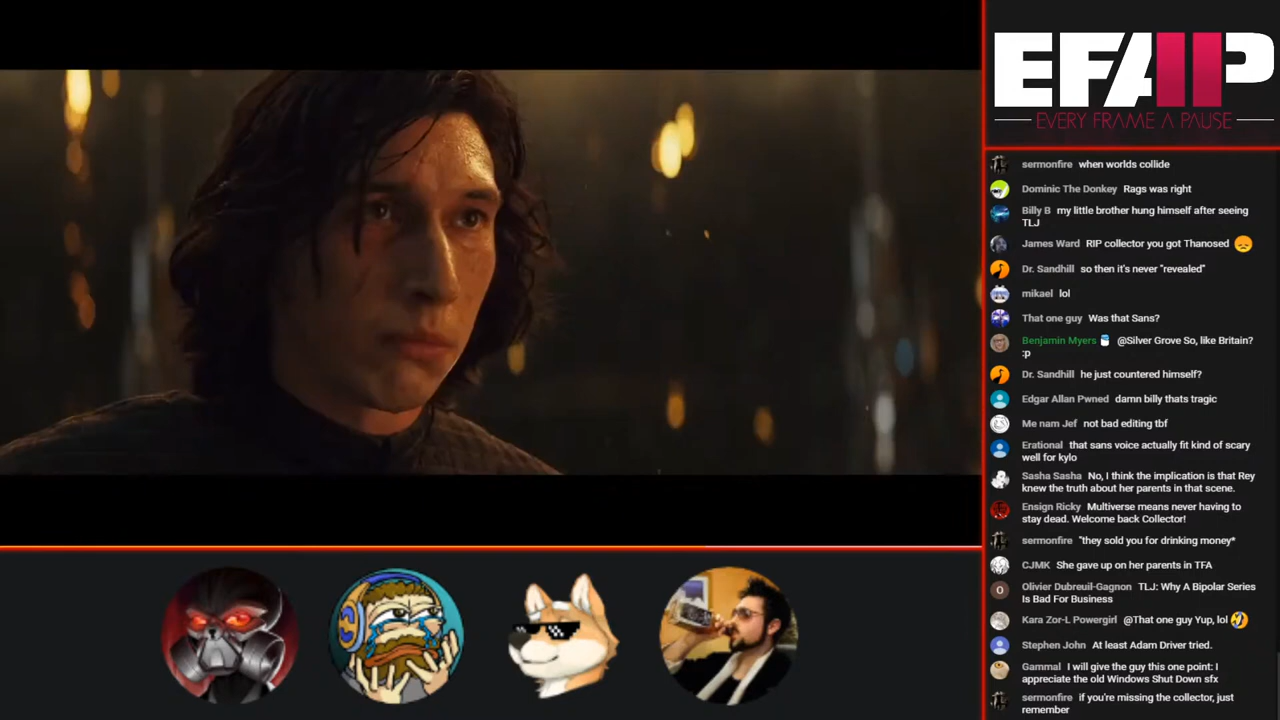 EFAP
EVERY FRAME A PAUSE
sermonfire when worlds collide
Dominic The Donkey Rags was right
Billy B my little brother hung himself after seeing
TLJ
James Ward RIP collector you got Thanosed
Dr. Sandhill so then it's never "revealed"
mikael lol
That one guy Was that Sans?
Benjamin Myers @Silver Grove So, like Britain?
:p
Dr. Sandhill he just countered himself?
Edgar Allan Pwned damn billy thats tragic
Me nam Jef not bad editing tbf
Erational that sans voice actually fit kind of scary
well for kylo
Sasha Sasha No, I think the implication is that Rey
knew the truth about her parents in that scene.
Ensign Ricky Multiverse means never having to
stay dead. Welcome back Collector!
sermonfire "they sold you for drinking money*
CJMK She gave up on her parents in TFA
O
Olivier Dubreuil-Gagnon TLJ: Why A Bipolar Series
Is Bad For Business
Kara Zor-L Powergirl @That one guy Yup, lol
Stephen John At least Adam Driver tried.
Gammal I will give the guy this one point: I
appreciate the old Windows Shut Down sfx
sermonfire if you're missing the collector, just
remember